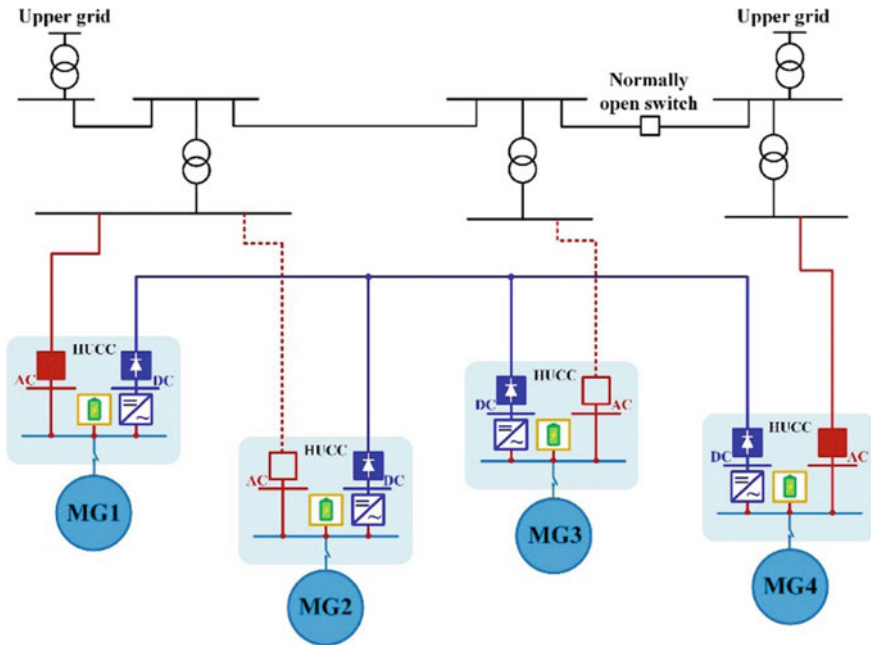 Upper grid
Upper grid
Normally
open switch
HUCC
AC
DC
MG1
HUCC
AC
DC
MG2
HUCC
DC
AC
MG3
HUCC
DC
AC
MG4